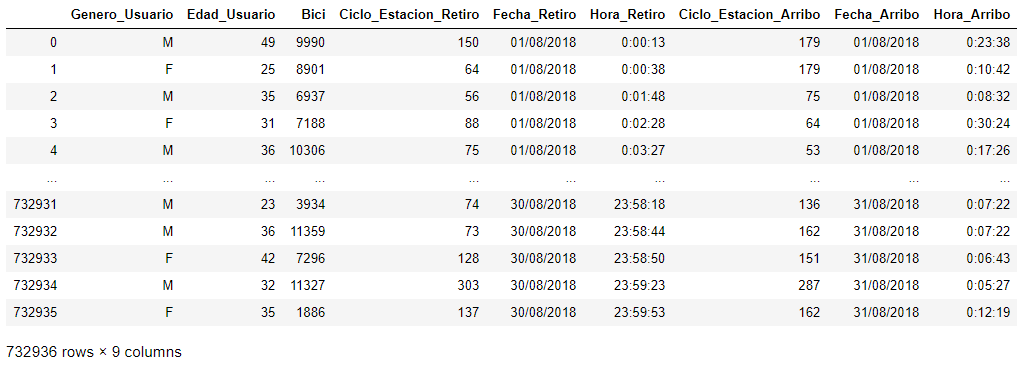 Genero_Usuario Edad_Usuario Bici Ciclo_Estacion_Retiro Fecha_Retiro Hora_Retiro Ciclo_Estacion_Arribo Fecha_Arribo Hora_Arribo
0 M 49 9990 150 01/08/2018 0:00:13 179 01/08/2018 0:23:38
1 F 25 8901 64 01/08/2018 0:00:38 179 01/08/2018 0:10:42
2 M 35 6937 56 01/08/2018 0:01:48 75 01/08/2018 0:08:32
3 F 31 7188 88 01/08/2018 0:02:28 64 01/08/2018 0:30:24
4 M 36 10306 75 01/08/2018 0:03:27 53 01/08/2018 0:17:26
... ... ... ... ... ... ... ... ... ...
732931 M 23 3934 74 30/08/2018 23:58:18 136 31/08/2018 0:07:22
732932 M 36 11359 73 30/08/2018 23:58:44 162 31/08/2018 0:07:22
732933 F 42 7296 128 30/08/2018 23:58:50 151 31/08/2018 0:06:43
732934 M 32 11327 303 30/08/2018 23:59:23 287 31/08/2018 0:05:27
732935 F 35 1886 137 30/08/2018 23:59:53 162 31/08/2018 0:12:19
732936 rows × 9 columns